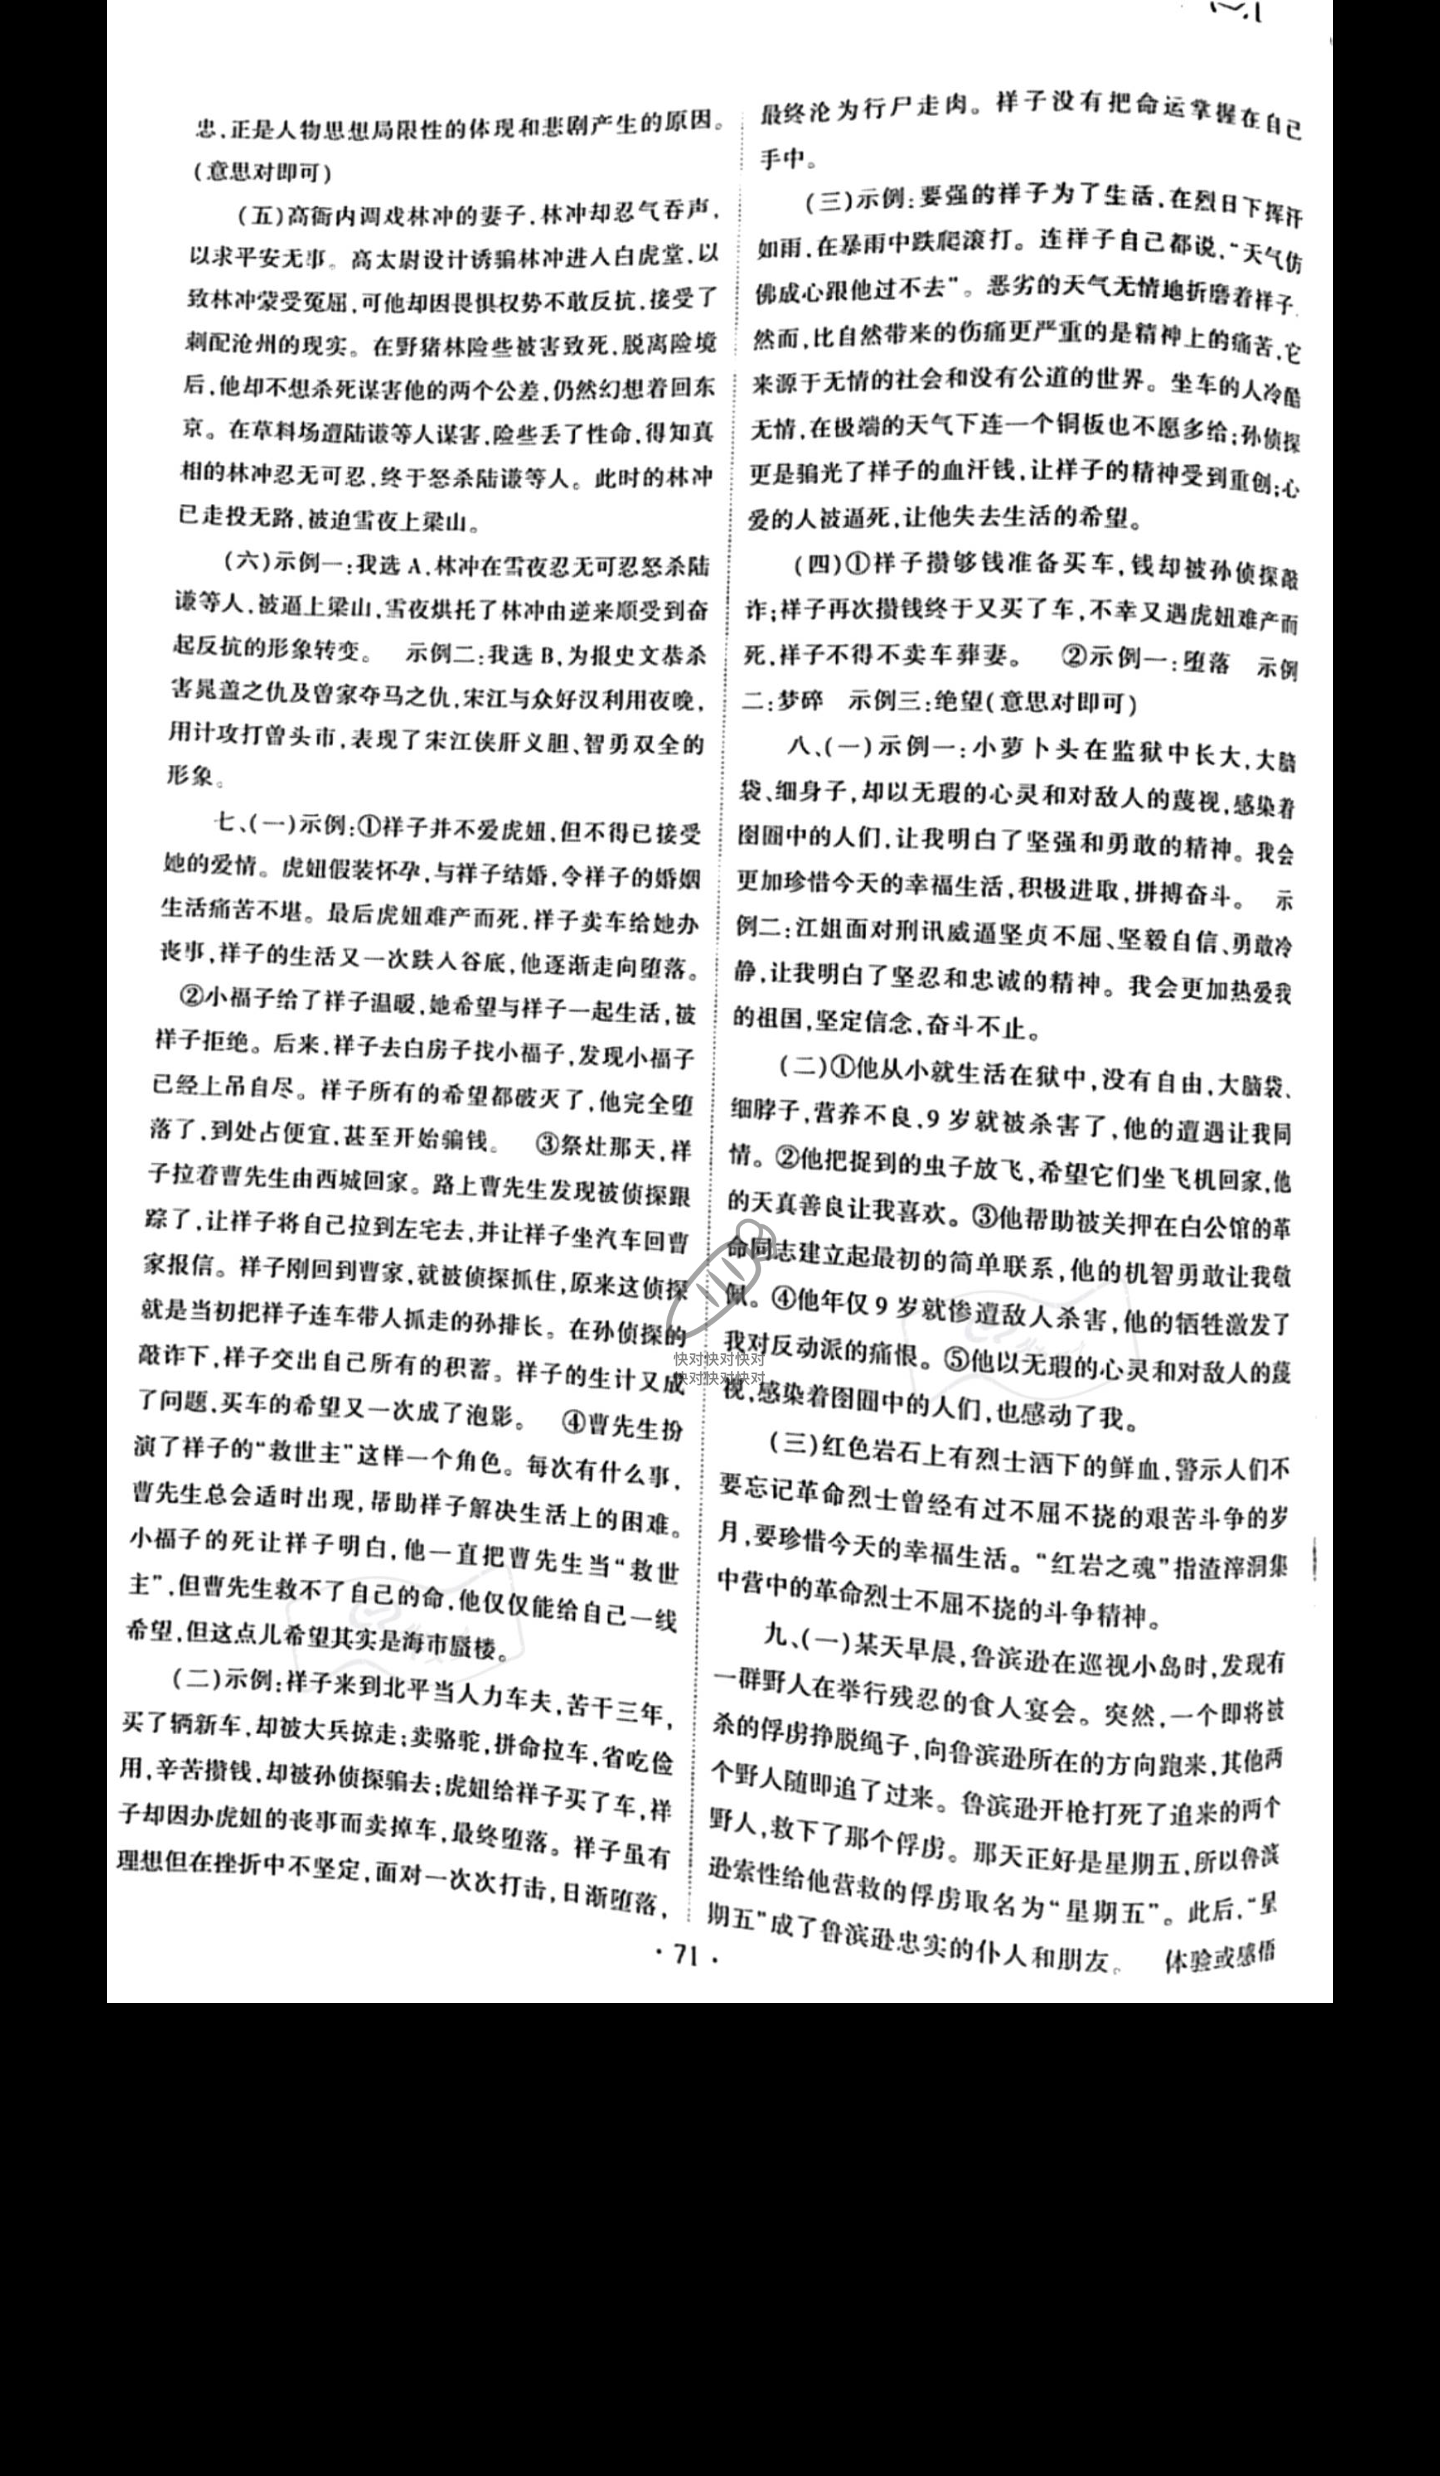 忠,正是人物思想局限性的体现和悲剧产生的原因。
(意思对即可)
(五)高衙内调戏林冲的妻子,林冲却忍气吞声,
以求平安无事。高太尉设计诱骗林冲进人白虎堂,以
致林冲蒙受冤屈,可他却因畏惧权势不敢反抗,接受了
刺配沧州的现实。在野猪林险些被害致死,脱离险境
后,他却不想杀死谋害他的两个公差,仍然幻想着回东
京。在草料场遭陆谦等人谋害,险些丢了性命,得知真
相的林冲忍无可忍,终于怒杀陆谦等人。此时的林冲
已走投无路,被迫雪夜上梁山。
(六)示例一:我选 A,林冲在雪夜忍无可忍怒杀陆
谦等人,被逼上梁山,雪夜烘托了林冲由逆来顺受到奋
起反抗的形象转变。 示例二:我选 B,为报史文恭杀
害晁盖之仇及曾家夺马之仇,宋江与众好汉利用夜晚,
用计攻打曾头市,表现了宋江侠肝义胆、智勇双全的
形象。
七、(一)示例:①祥子并不爱虎妞,但不得已接受
她的爱情。虎妞假装怀孕,与祥子结婚,令祥子的婚姻
生活痛苦不堪。最后虎妞难产而死,祥子卖车给她办
丧事,祥子的生活又一次跌人谷底,他逐渐走向堕落。
②小福子给了祥子温暖,她希望与祥子一起生活,被
祥子拒绝。后来,祥子去白房子找小福子,发现小福子
已经上吊自尽。祥子所有的希望都破灭了,他完全堕
落了,到处占便宜,甚至开始骗钱。 ③祭灶那天,祥
子拉着曹先生由西城回家。路上曹先生发现被侦探跟
踪了,让祥子将自己拉到左宅去,并让祥子坐汽车回曹
家报信。祥子刚回到曹家,就被侦探抓住,原来这侦探
就是当初把祥子连车带人抓走的孙排长。在孙侦探的
敲诈下,祥子交出自己所有的积蓄。祥子的生计又成
了问题,买车的希望又一次成了泡影。 ④曹先生扮
演了祥子的“救世主”这样一个角色。每次有什么事,
曹先生总会适时出现,帮助祥子解决生活上的困难。
小福子的死让祥子明白,他一直把曹先生当“救世
主”,但曹先生救不了自己的命,他仅仅能给自己一线
希望,但这点儿希望其实是海市蜃楼。
(二)示例:祥子来到北平当人力车夫,苦干三年,
买了辆新车,却被大兵掠走;卖骆驼,拼命拉车,省吃俭
用,辛苦攒钱,却被孙侦探骗去;虎妞给祥子买了车,祥
子却因办虎妞的丧事而卖掉车,最终堕落。祥子虽有
理想但在挫折中不坚定,面对一次次打击,日渐堕落,
最终沦为行尸走肉。祥子没有把命运掌握在自己
手中。
(三)示例:要强的祥子为了生活,在烈日下挥汗
如雨,在暴雨中跌爬滚打。连祥子自己都说,“天气仿
佛成心跟他过不去”。恶劣的天气无情地折磨着祥子.
然而,比自然带来的伤痛更严重的是精神上的痛苦,它
来源于无情的社会和没有公道的世界。坐车的人冷酷
无情,在极端的天气下连一个铜板也不愿多给;孙侦探
更是骗光了祥子的血汗钱,让祥子的精神受到重创;心
爱的人被逼死,让他失去生活的希望。
(四)①祥子攒够钱准备买车,钱却被孙侦探敲
诈;祥子再次攒钱终于又买了车,不幸又遇虎妞难产而
死,祥子不得不卖车葬妻。 ②示例一:堕落 示例
二:梦碎 示例三:绝望(意思对即可)
八、(一)示例一:小萝卜头在监狱中长大,大脑
袋、细身子,却以无瑕的心灵和对敌人的蔑视,感染着
囹圄中的人们,让我明白了坚强和勇敢的精神。我会
更加珍惜今天的幸福生活,积极进取,拼搏奋斗。 示
例二:江姐面对刑讯威逼坚贞不屈、坚毅自信、勇敢冷
静,让我明白了坚忍和忠诚的精神。我会更加热爱我
的祖国,坚定信念,奋斗不止。
(二)①他从小就生活在狱中,没有自由,大脑袋、
细脖子,营养不良,9 岁就被杀害了,他的遭遇让我同
情。②他把捉到的虫子放飞,希望它们坐飞机回家,他
的天真善良让我喜欢。③他帮助被关押在白公馆的革
命同志建立起最初的简单联系,他的机智勇敢让我敬
佩。④他年仅 9 岁就惨遭敌人杀害,他的牺牲激发了
我对反动派的痛恨。⑤他以无瑕的心灵和对敌人的蔑
视,感染着囹圄中的人们,也感动了我。
(三)红色岩石上有烈士洒下的鲜血,警示人们不
要忘记革命烈士曾经有过不屈不挠的艰苦斗争的岁
月,要珍惜今天的幸福生活。“红岩之魂”指渣滓洞集
中营中的革命烈士不屈不挠的斗争精神。
九、(一)某天早晨,鲁滨逊在巡视小岛时,发现有
一群野人在举行残忍的食人宴会。突然,一个即将被
杀的俘虏挣脱绳子,向鲁滨逊所在的方向跑来,其他两
个野人随即追了过来。鲁滨逊开枪打死了追来的两个
野人,救下了那个俘虏。那天正好是星期五,所以鲁滨
逊索性给他营救的俘虏取名为“星期五”。此后,“星
期五”成了鲁滨逊忠实的仆人和朋友。 体验或感悟
快对快对快对
快对快对快对
· 71 ·